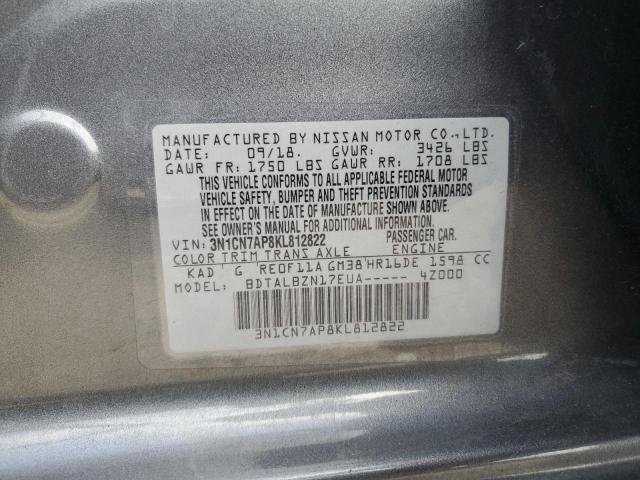 MANUFACTURED BY NISSAN MOTOR CO.,LTD.
DATE: 09/18. GVWR: 3426 LBS
GAWR FR: 1750 LBS GAWR RR: 1708 LBS
THIS VEHICLE CONFORMS TO ALL APPLICABLE FEDERAL MOTOR
VEHICLE SAFETY, BUMPER, AND THEFT PREVENTION STANDARDS
IN EFFECT ON THE DATE OF MANUFACTURE SHOWN ABOVE.
SEE OWNER'S MANUAL FOR ADDITIONAL INFORMATION.
VIN: 3N1CN7AP8KL812822 PASSENGER CAR.
COLOR TRIM TRANS AXLE ENGINE
KAD G RE0F11A GM38 HR16DE 1598 CC
MODEL: BDTALBZN17EUA----- 4Z000
3N1CN7AP8KL812822